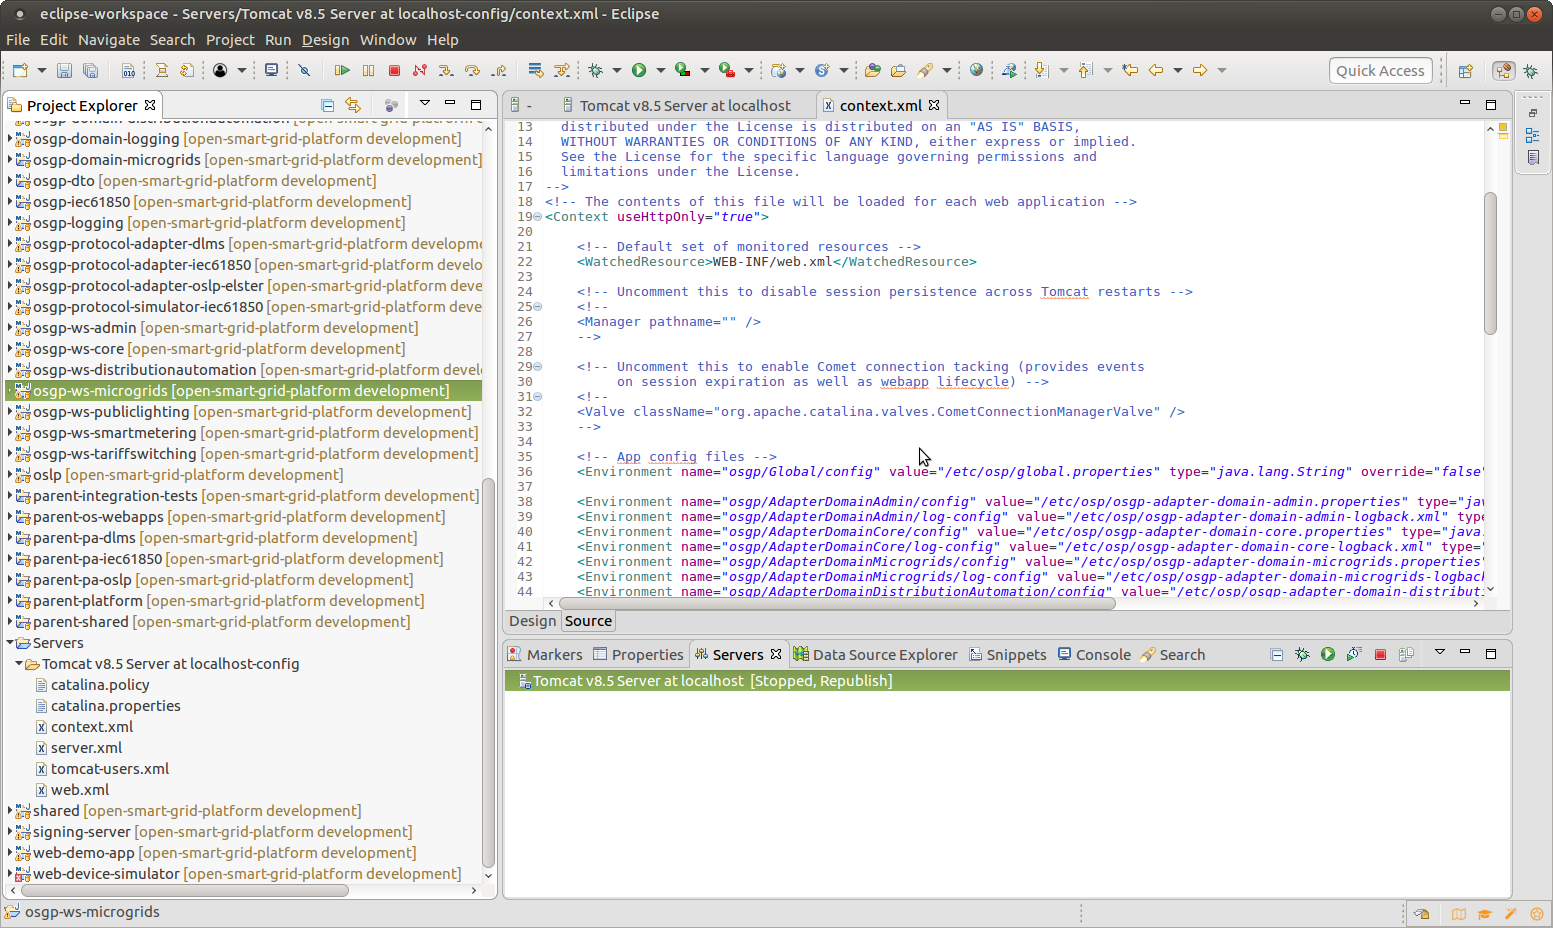 eclipse-workspace - Servers/Tomcat v8.5 Server at localhost-config/context.xml - Eclipse
File Edit Navigate Search Project Run Design Window Help
Quick Access
Project Explorer
osgp-domain-distributionautomation [open-smart-grid-platform
osgp-domain-logging [open-smart-grid-platform development]
osgp-domain-microgrids [open-smart-grid-platform development]
osgp-dto [open-smart-grid-platform development]
osgp-iec61850 [open-smart-grid-platform development]
osgp-logging [open-smart-grid-platform development]
osgp-protocol-adapter-dlms [open-smart-grid-platform developme
osgp-protocol-adapter-iec61850 [open-smart-grid-platform develo
osgp-protocol-adapter-oslp-elster [open-smart-grid-platform deve
osgp-protocol-simulator-iec61850 [open-smart-grid-platform deve
osgp-ws-admin [open-smart-grid-platform development]
osgp-ws-core [open-smart-grid-platform development]
osgp-ws-distributionautomation [open-smart-grid-platform devel
osgp-ws-microgrids [open-smart-grid-platform development]
osgp-ws-publiclighting [open-smart-grid-platform development]
osgp-ws-smartmetering [open-smart-grid-platform development]
osgp-ws-tariffswitching [open-smart-grid-platform development]
oslp [open-smart-grid-platform development]
parent-integration-tests [open-smart-grid-platform development]
parent-os-webapps [open-smart-grid-platform development]
parent-pa-dlms [open-smart-grid-platform development]
parent-pa-iec61850 [open-smart-grid-platform development]
parent-pa-oslp [open-smart-grid-platform development]
parent-platform [open-smart-grid-platform development]
parent-shared [open-smart-grid-platform development]
Servers
Tomcat v8.5 Server at localhost-config
catalina.policy
catalina.properties
context.xml
server.xml
tomcat-users.xml
web.xml
shared [open-smart-grid-platform development]
signing-server [open-smart-grid-platform development]
web-demo-app [open-smart-grid-platform development]
web-device-simulator [open-smart-grid-platform development]
- Tomcat v8.5 Server at localhost context.xml
13 distributed under the License is distributed on an "AS IS" BASIS,
14 WITHOUT WARRANTIES OR CONDITIONS OF ANY KIND, either express or implied.
15 See the License for the specific language governing permissions and
16 limitations under the License.
17 -->
18 <!-- The contents of this file will be loaded for each web application -->
19 <Context useHttpOnly="true">
20
21 <!-- Default set of monitored resources -->
22 <WatchedResource>WEB-INF/web.xml</WatchedResource>
23
24 <!-- Uncomment this to disable session persistence across Tomcat restarts -->
25 <!--
26 <Manager pathname="" />
27 -->
28
29 <!-- Uncomment this to enable Comet connection tacking (provides events
30 on session expiration as well as webapp lifecycle) -->
31 <!--
32 <Valve className="org.apache.catalina.valves.CometConnectionManagerValve" />
33 -->
34
35 <!-- App config files -->
36 <Environment name="osgp/Global/config" value="/etc/osp/global.properties" type="java.lang.String" override="false"
37
38 <Environment name="osgp/AdapterDomainAdmin/config" value="/etc/osp/osgp-adapter-domain-admin.properties" type="jav
39 <Environment name="osgp/AdapterDomainAdmin/log-config" value="/etc/osp/osgp-adapter-domain-admin-logback.xml" type
40 <Environment name="osgp/AdapterDomainCore/config" value="/etc/osp/osgp-adapter-domain-core.properties" type="java.
41 <Environment name="osgp/AdapterDomainCore/log-config" value="/etc/osp/osgp-adapter-domain-core-logback.xml" type="
42 <Environment name="osgp/AdapterDomainMicrogrids/config" value="/etc/osp/osgp-adapter-domain-microgrids.properties"
43 <Environment name="osgp/AdapterDomainMicrogrids/log-config" value="/etc/osp/osgp-adapter-domain-microgrids-logback
44 <Environment name="osgp/AdapterDomainDistributionAutomation/config" value="/etc/osp/osgp-adapter-domain-distributi
Design Source
Markers Properties Servers Data Source Explorer Snippets Console Search
Tomcat v8.5 Server at localhost [Stopped, Republish]
osgp-ws-microgrids